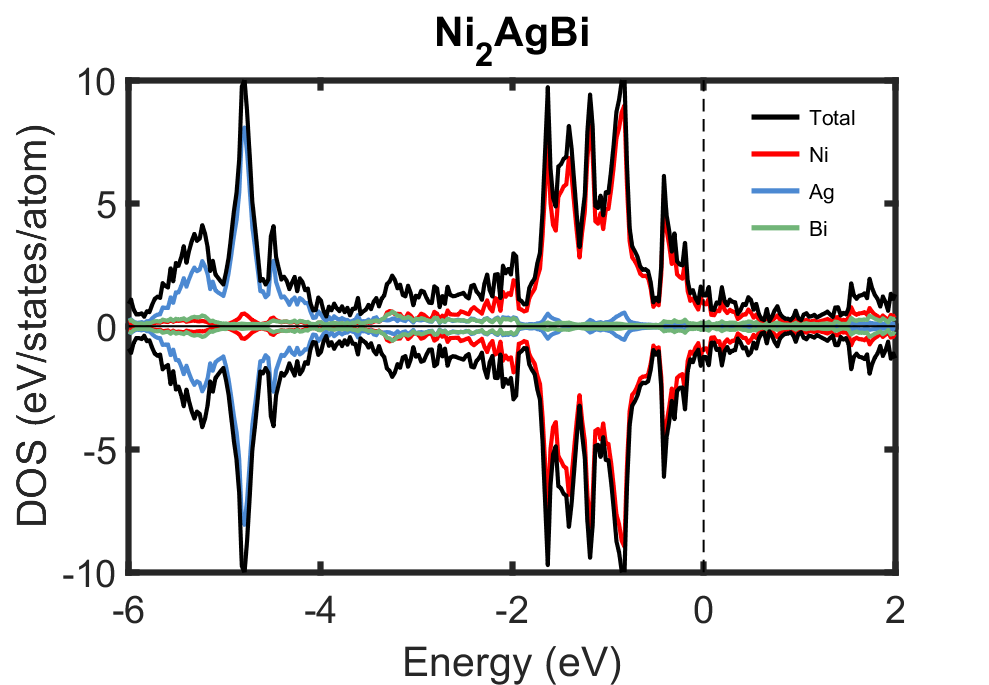 Ni₂AgBi
10
5
0
-5
-10
DOS (eV/states/atom)
Total
Ni
Ag
Bi
-6 -4 -2 0 2
Energy (eV)